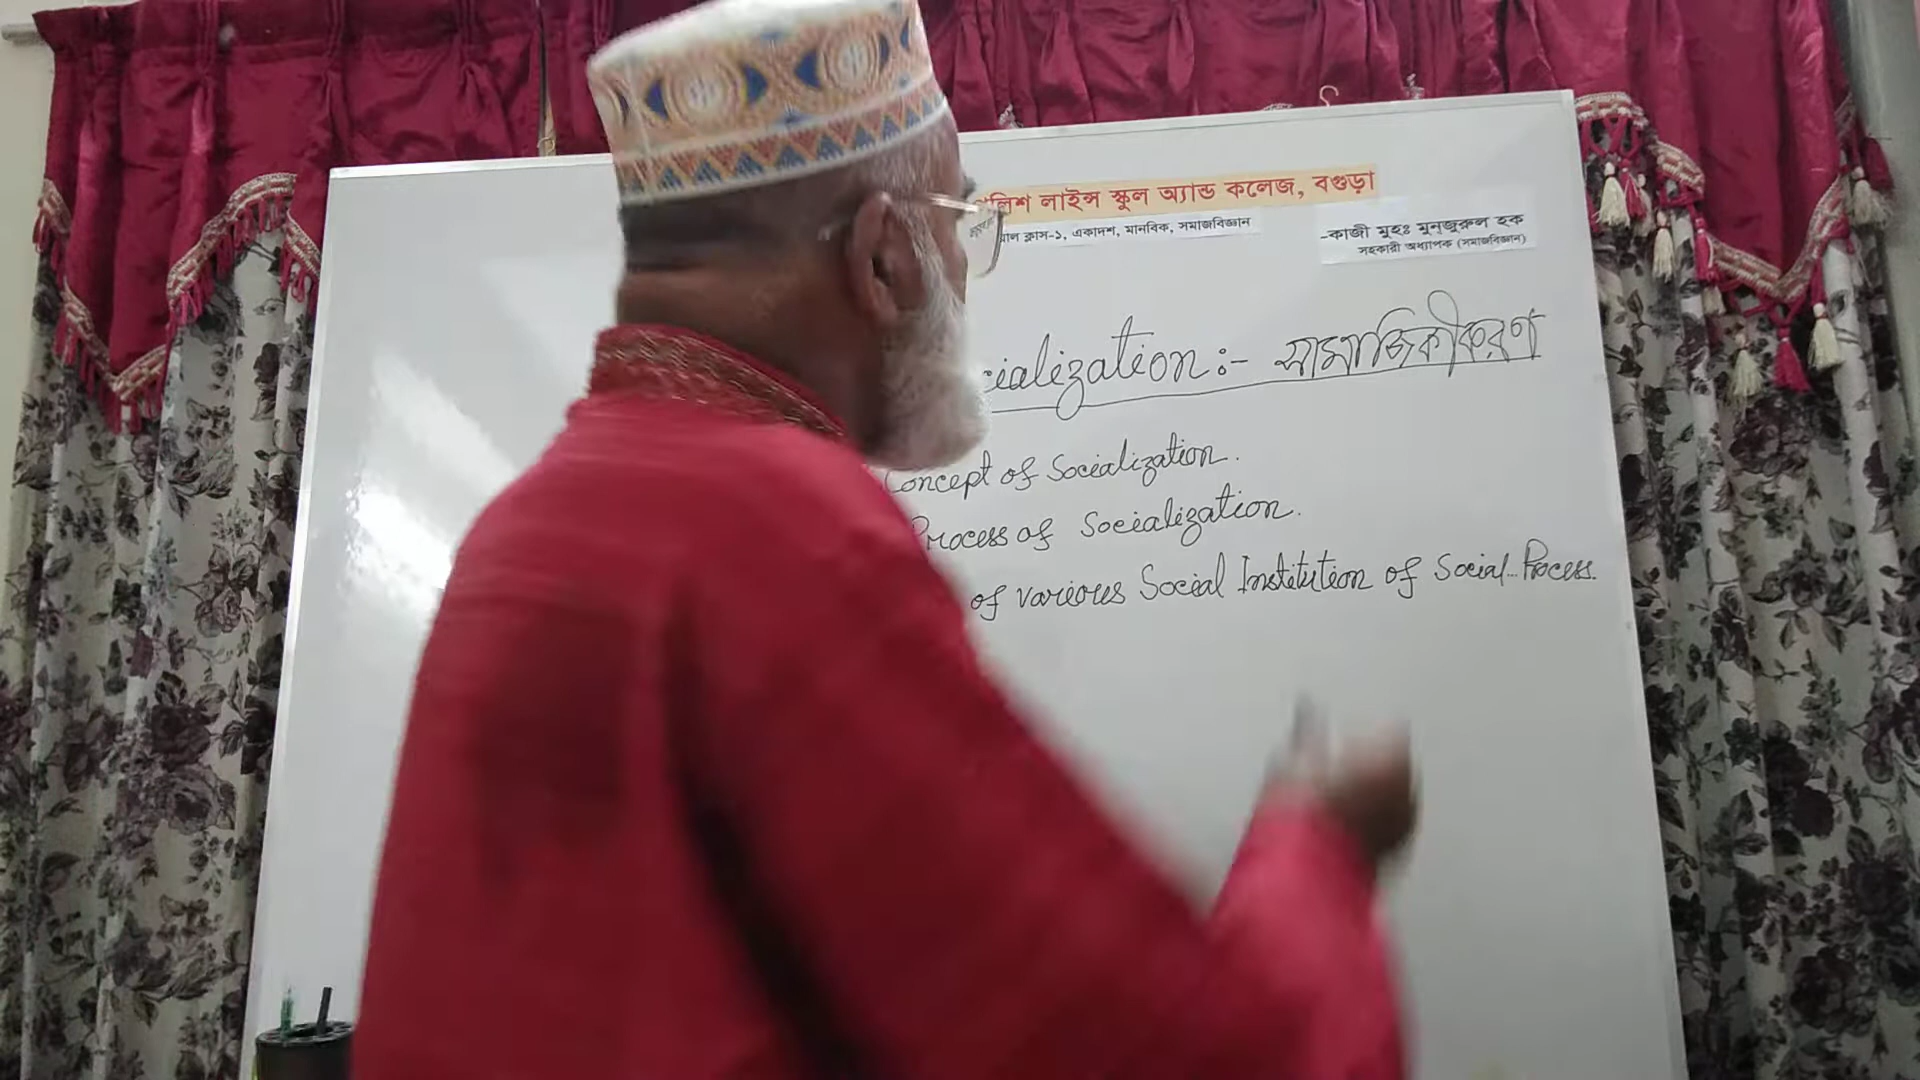 পুলিশ লাইন্স স্কুল অ্যান্ড কলেজ, বগুড়া
ক্লাস-১, একাদশ, মানবিক, সমাজবিজ্ঞান
-কাজী মুহঃ মুনজুরুল হক
সহকারী অধ্যাপক (সমাজবিজ্ঞান)
cialization:- সামাজিকীকরণ
Concept of Socialization.
Process of Socialization.
of various Social Institution of Social Process.